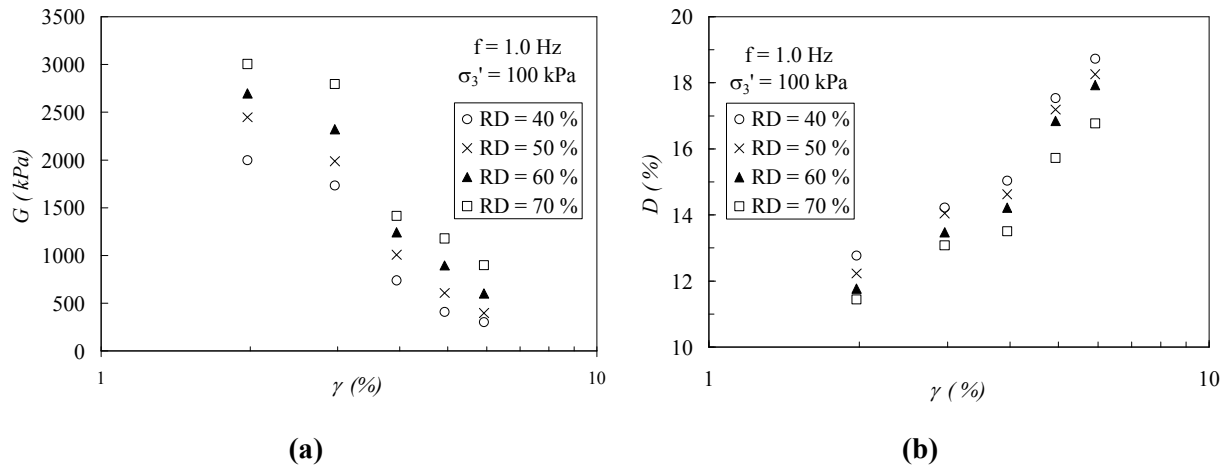 3500
3000
2500
2000
1500
1000
500
0
G ( kPa)
f = 1.0 Hz
σ3' = 100 kPa
RD = 40 %
RD = 50 %
RD = 60 %
RD = 70 %
1
10
γ (%)
(a)
20
18
16
14
12
10
D (%)
f = 1.0 Hz
σ3' = 100 kPa
RD = 40 %
RD = 50 %
RD = 60 %
RD = 70 %
1
10
γ (%)
(b)